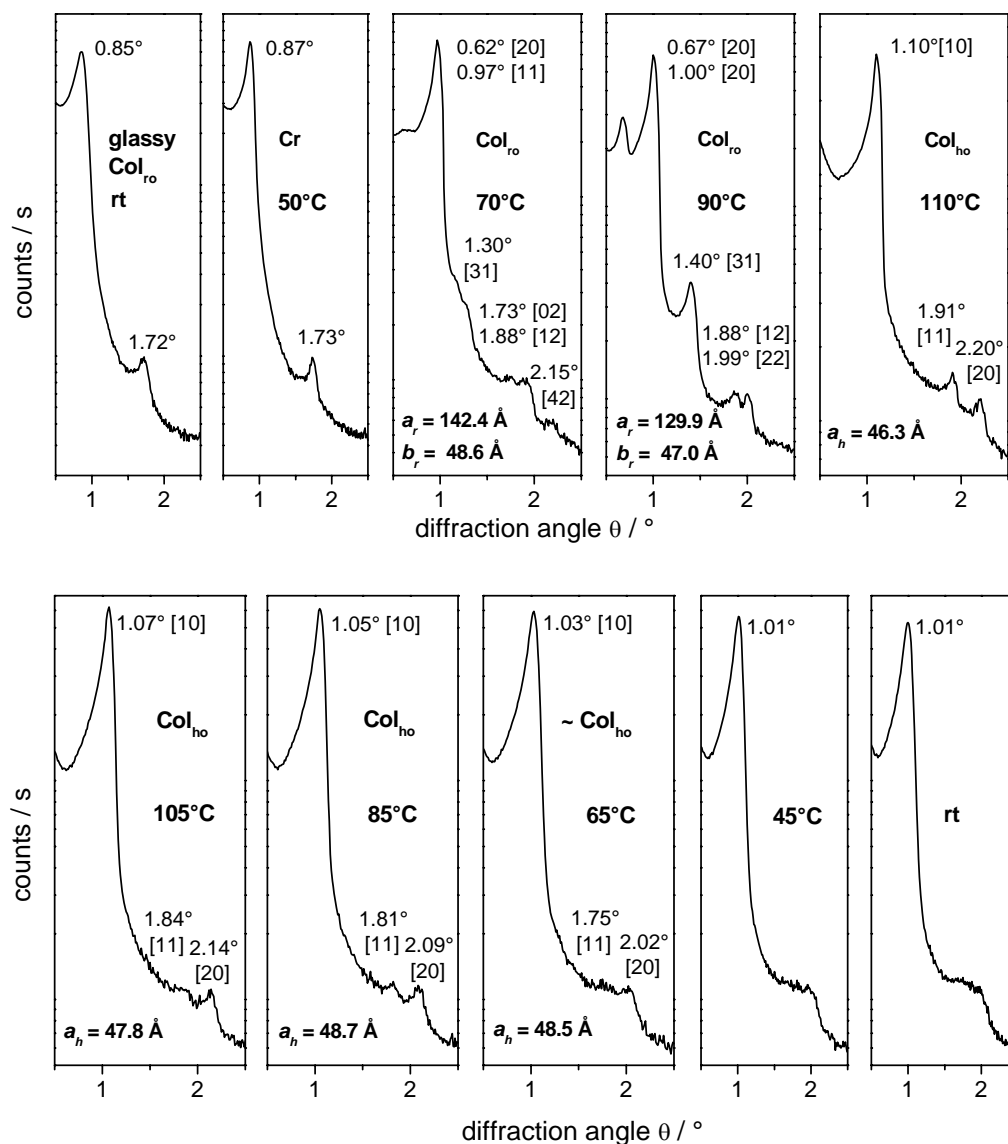 counts / s
0.85°
glassy
Col_ro
rt
1.72°
1
2
0.87°
Cr
50°C
1.73°
1
2
0.62° [20]
0.97° [11]
Col_ro
70°C
1.30°
[31]
1.73° [02]
1.88° [12]
2.15°
[42]
a_r = 142.4 Å
b_r = 48.6 Å
1
2
0.67° [20]
1.00° [20]
Col_ro
90°C
1.40° [31]
1.88° [12]
1.99° [22]
a_r = 129.9 Å
b_r = 47.0 Å
1
2
1.10°[10]
Col_ho
110°C
1.91°
[11]
2.20°
[20]
a_h = 46.3 Å
1
2
diffraction angle θ / °
counts / s
1.07° [10]
Col_ho
105°C
1.84°
[11]
2.14°
[20]
a_h = 47.8 Å
1
2
1.05° [10]
Col_ho
85°C
1.81°
[11]
2.09°
[20]
a_h = 48.7 Å
1
2
1.03° [10]
~ Col_ho
65°C
1.75°
[11]
2.02°
[20]
a_h = 48.5 Å
1
2
1.01°
45°C
1
2
1.01°
rt
1
2
diffraction angle θ / °